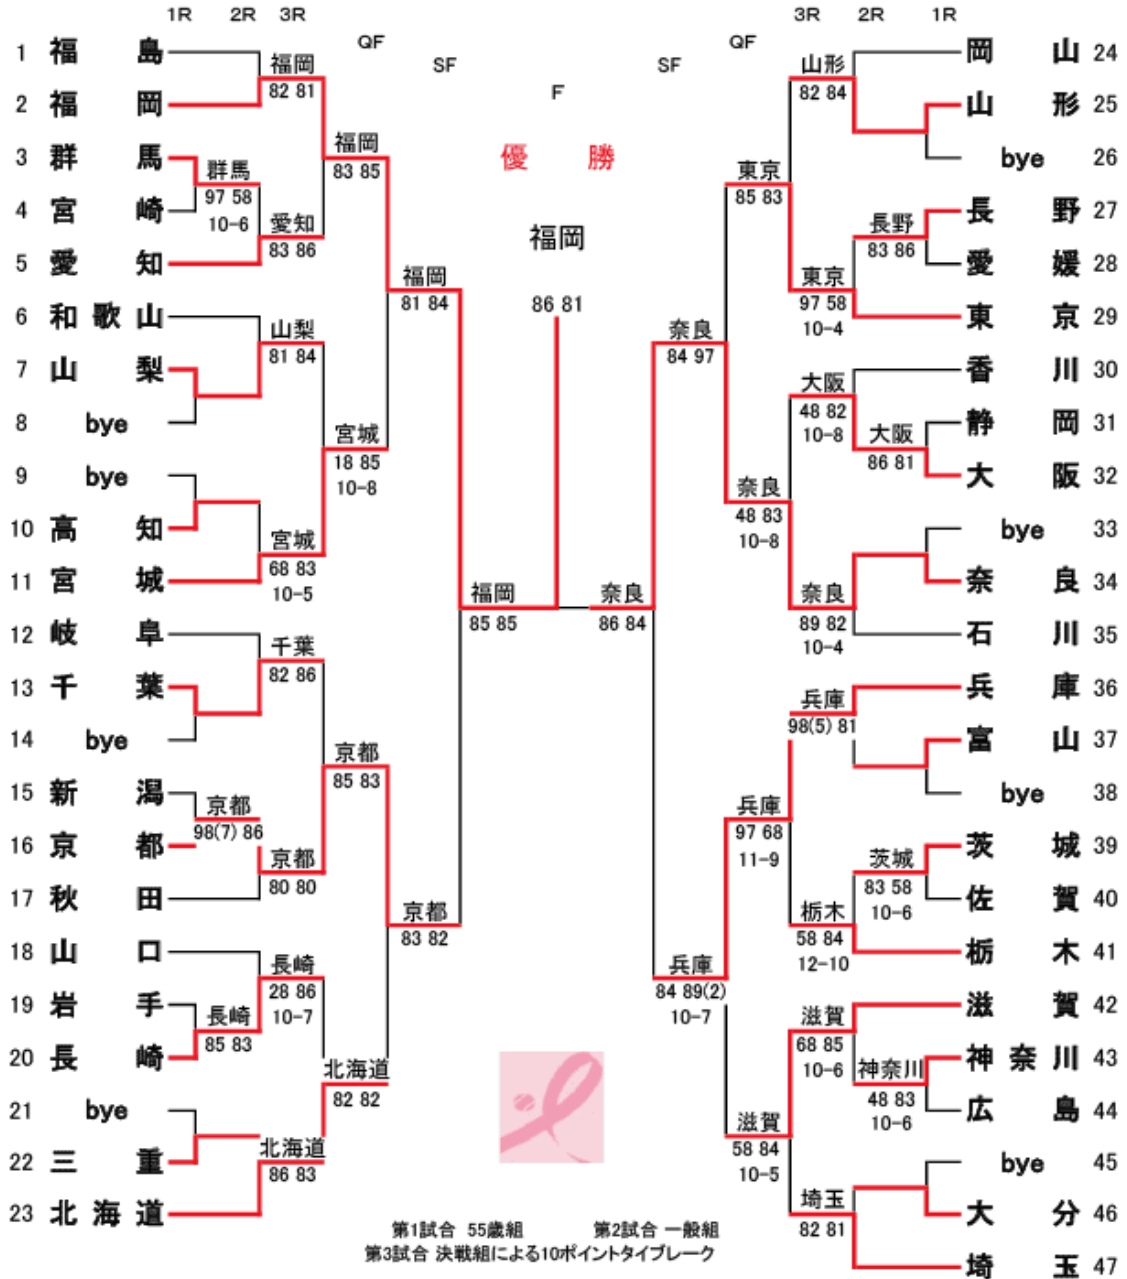 1R 2R 3R QF SF F SF QF 3R 2R 1R
優 勝
福岡
86 81
1 福 島
2 福 岡
3 群 馬
4 宮 崎
5 愛 知
6 和 歌 山
7 山 梨
8 bye
9 bye
10 高 知
11 宮 城
12 岐 阜
13 千 葉
14 bye
15 新 潟
16 京 都
17 秋 田
18 山 口
19 岩 手
20 長 崎
21 bye
22 三 重
23 北 海 道
群馬
97 58
10-6
京都
98(7) 86
長崎
85 83
福岡
82 81
愛知
83 86
山梨
81 84
宮城
68 83
10-5
千葉
82 86
京都
80 80
長崎
28 86
10-7
北海道
86 83
福岡
83 85
宮城
18 85
10-8
京都
85 83
北海道
82 82
福岡
81 84
京都
83 82
福岡
85 85
奈良
86 84
奈良
84 97
兵庫
84 89(2)
10-7
東京
85 83
奈良
48 83
10-8
兵庫
97 68
11-9
滋賀
58 84
10-5
山形
82 84
東京
97 58
10-4
大阪
48 82
10-8
奈良
89 82
10-4
兵庫
98(5) 81
栃木
58 84
12-10
滋賀
68 85
10-6
埼玉
82 81
長野
83 86
大阪
86 81
茨城
83 58
10-6
神奈川
48 83
10-6
岡 山 24
山 形 25
bye 26
長 野 27
愛 媛 28
東 京 29
香 川 30
静 岡 31
大 阪 32
bye 33
奈 良 34
石 川 35
兵 庫 36
富 山 37
bye 38
茨 城 39
佐 賀 40
栃 木 41
滋 賀 42
神 奈 川 43
広 島 44
bye 45
大 分 46
埼 玉 47
第1試合 55歳組 第2試合 一般組
第3試合 決戦組による10ポイントタイブレーク